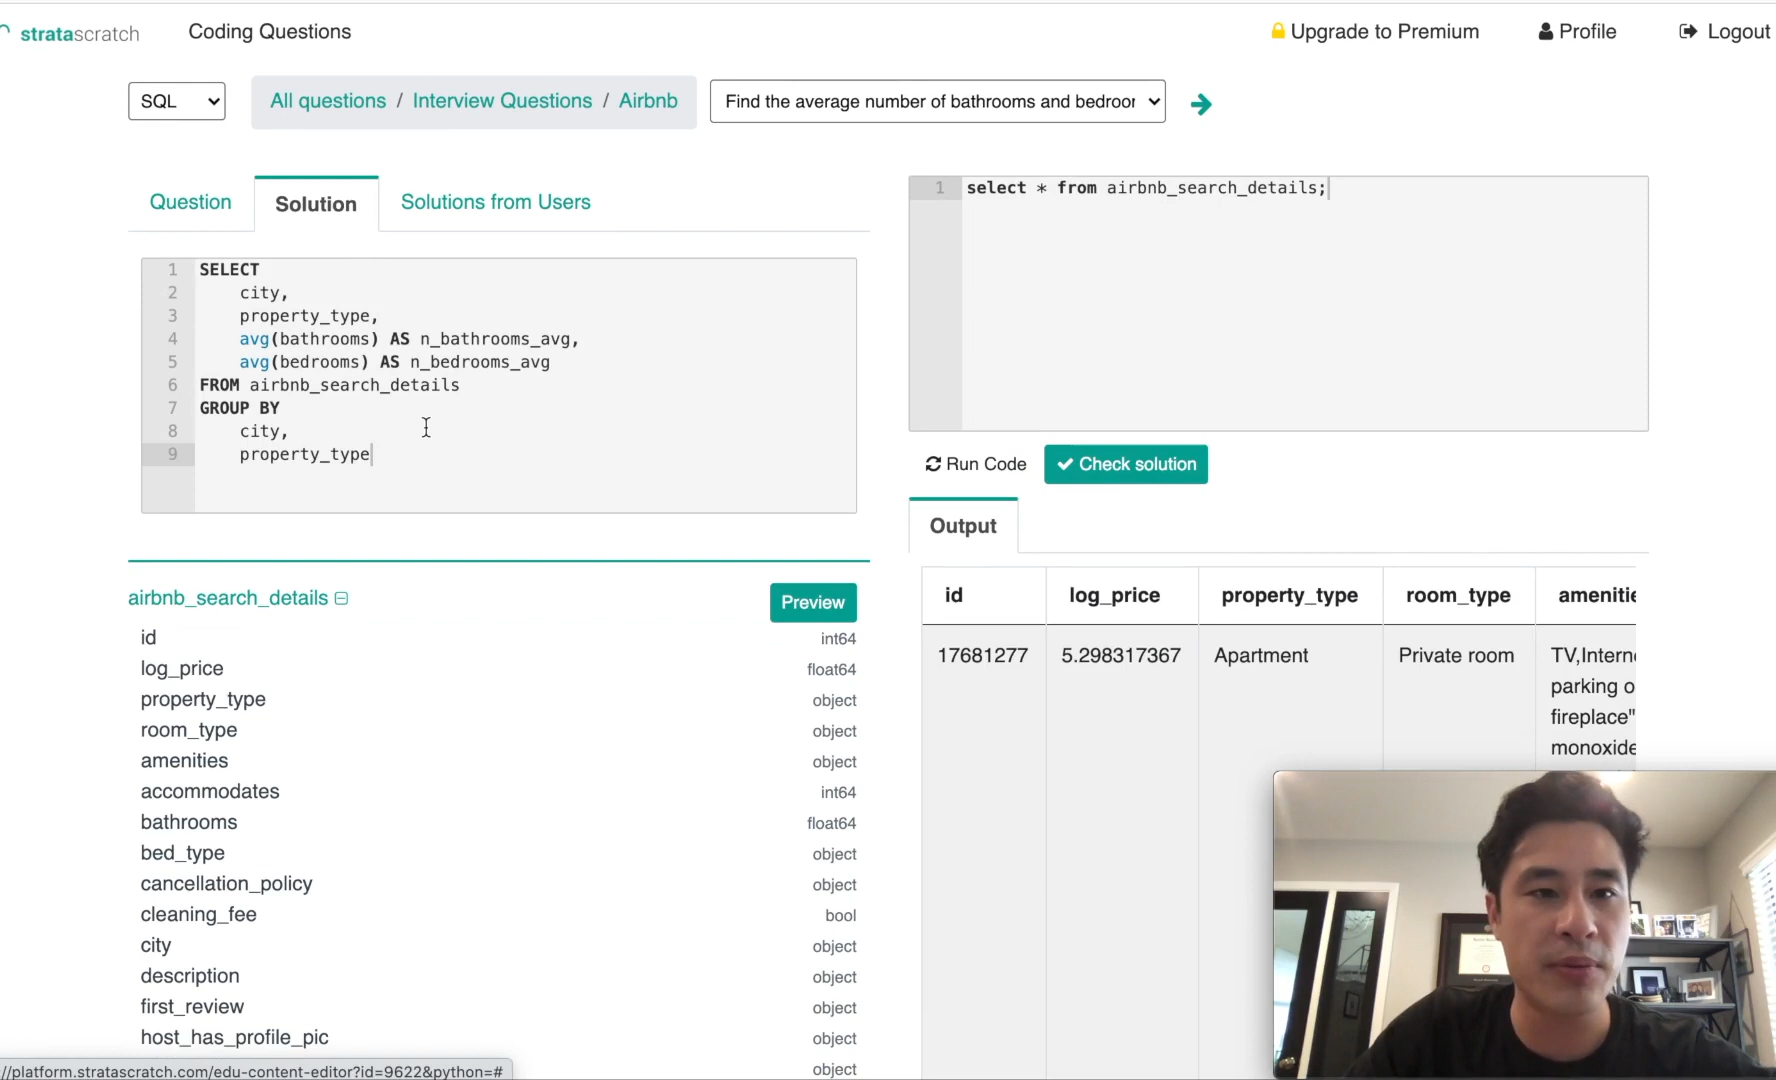 stratascratch
Coding Questions
Upgrade to Premium
Profile
Logout
SQL
All questions / Interview Questions / Airbnb
Find the average number of bathrooms and bedroor
Question
Solution
Solutions from Users
1 SELECT
2 city,
3 property_type,
4 avg(bathrooms) AS n_bathrooms_avg,
5 avg(bedrooms) AS n_bedrooms_avg
6 FROM airbnb_search_details
7 GROUP BY
8 city,
9 property_type
airbnb_search_details
Preview
id int64
log_price float64
property_type object
room_type object
amenities object
accommodates int64
bathrooms float64
bed_type object
cancellation_policy object
cleaning_fee bool
city object
description object
first_review object
host_has_profile_pic object
object
1 select * from airbnb_search_details;
Run Code
Check solution
Output
id log_price property_type room_type amenitie
17681277 5.298317367 Apartment Private room TV,Intern
parking o
fireplace"
monoxide
//platform.stratascratch.com/edu-content-editor?id=9622&python=#